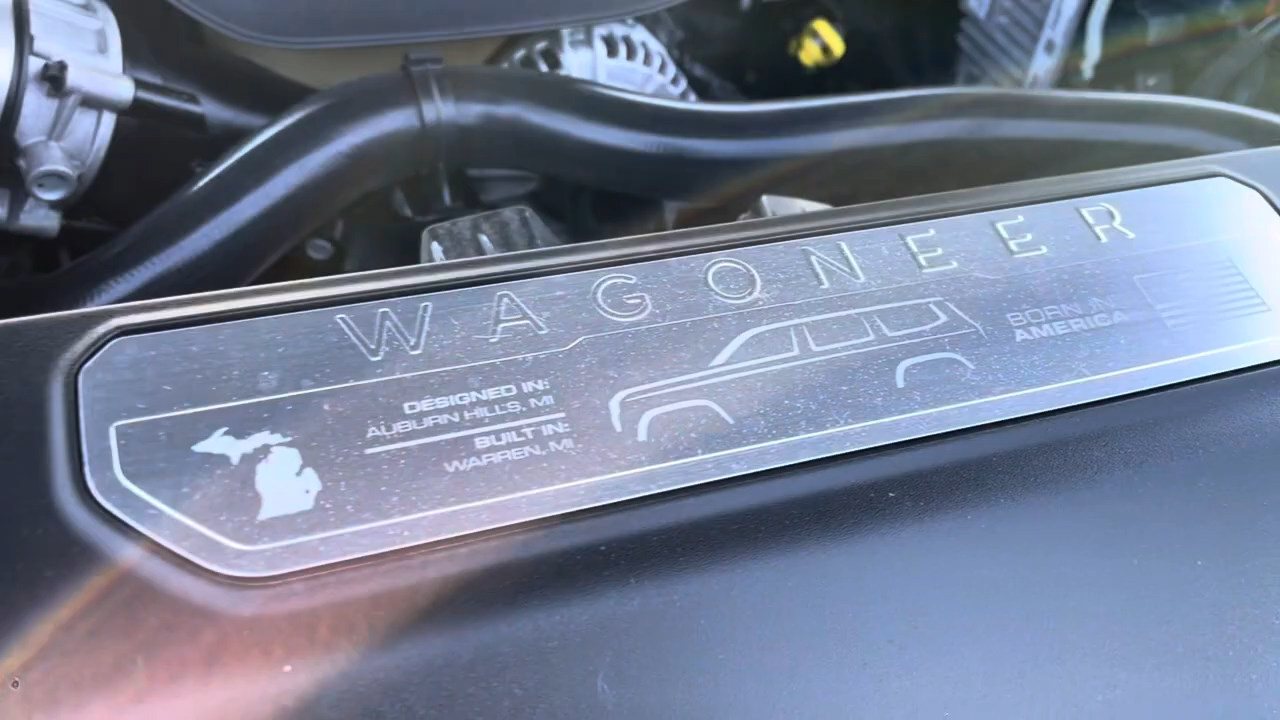 WAGONEER
DESIGNED IN:
AUBURN HILLS, MI
BUILT IN:
WARREN, MI
BORN IN
AMERICA